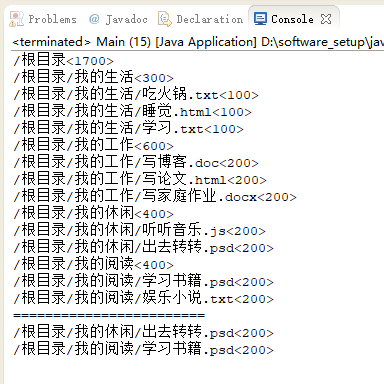 Problems @ Javadoc Declaration Console
<terminated> Main (15) [Java Application] D:\software_setup\jav
/根目录<1700>
/根目录/我的生活<300>
/根目录/我的生活/吃火锅.txt<100>
/根目录/我的生活/睡觉.html<100>
/根目录/我的生活/学习.txt<100>
/根目录/我的工作<600>
/根目录/我的工作/写博客.doc<200>
/根目录/我的工作/写论文.html<200>
/根目录/我的工作/写家庭作业.docx<200>
/根目录/我的休闲<400>
/根目录/我的休闲/听听音乐.js<200>
/根目录/我的休闲/出去转转.psd<200>
/根目录/我的阅读<400>
/根目录/我的阅读/学习书籍.psd<200>
/根目录/我的阅读/娱乐小说.txt<200>
========================
/根目录/我的休闲/出去转转.psd<200>
/根目录/我的阅读/学习书籍.psd<200>